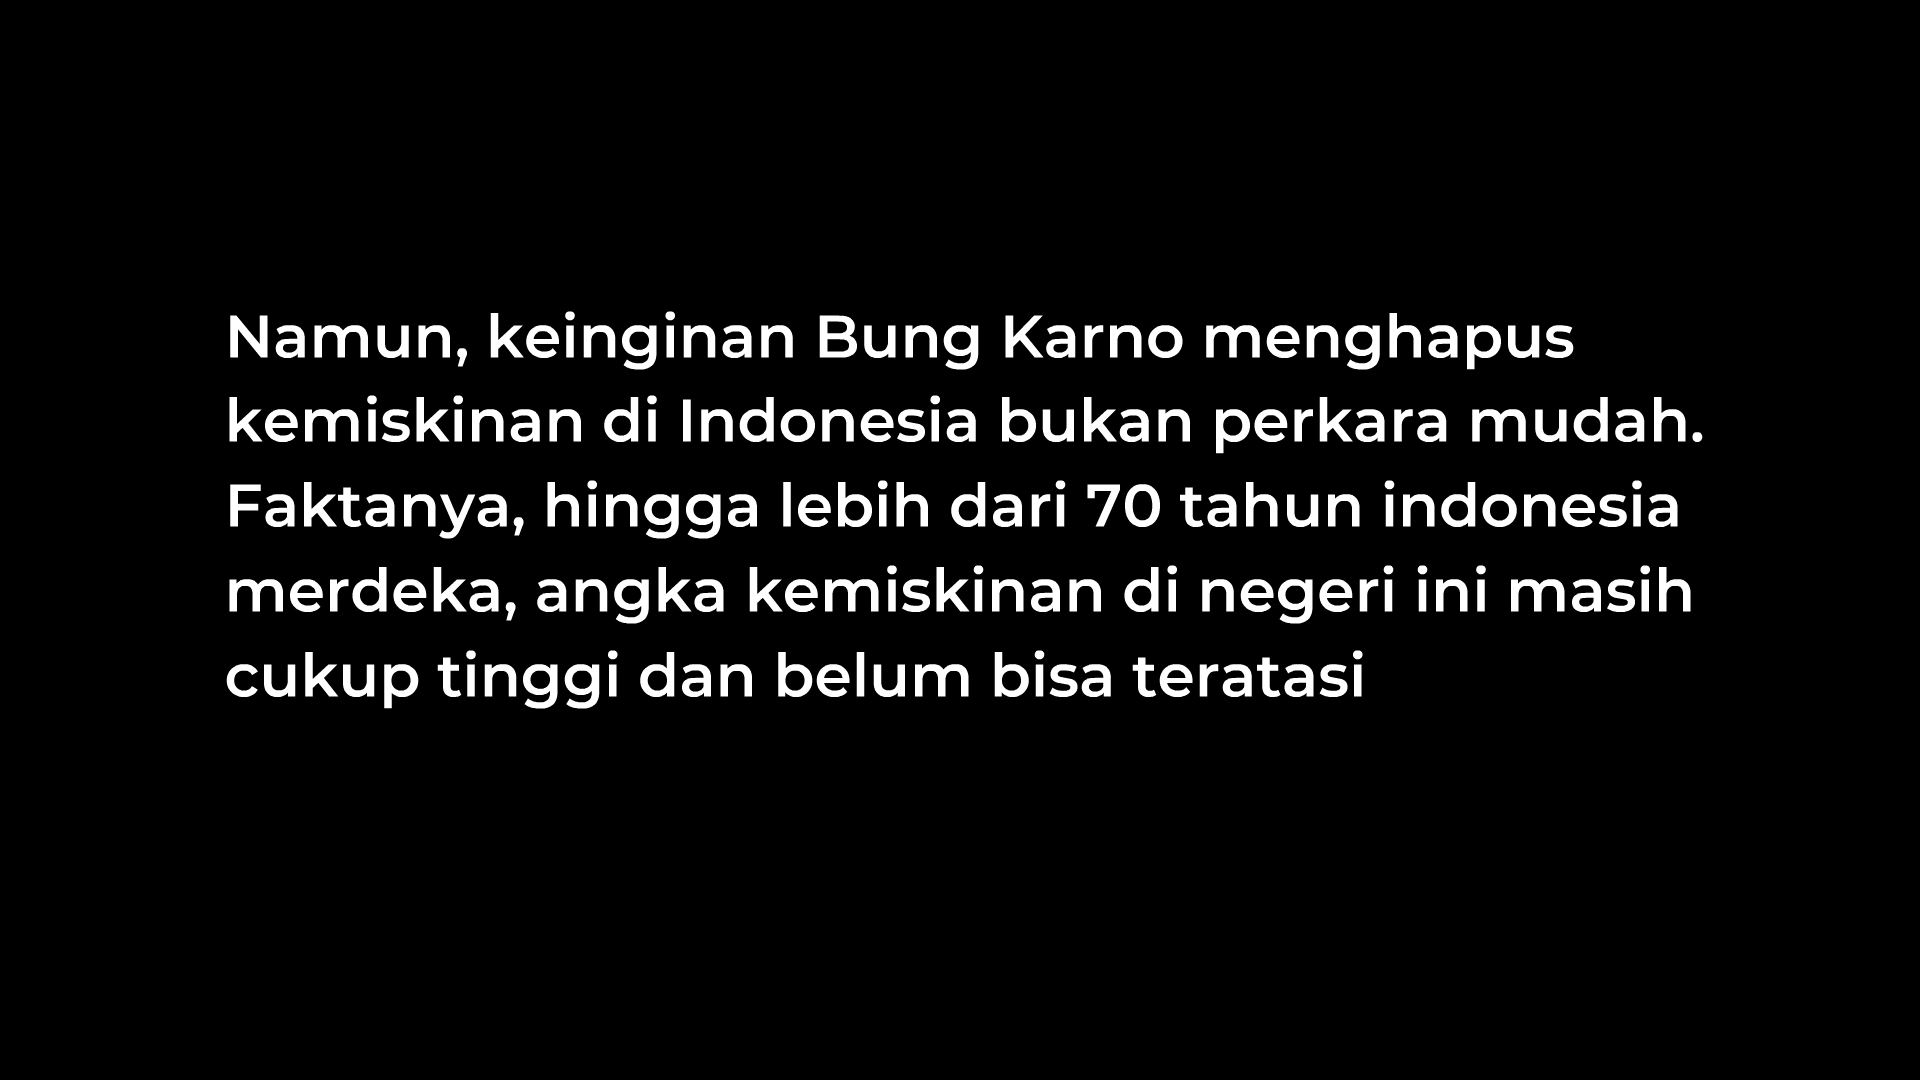 Namun, keinginan Bung Karno menghapus
kemiskinan di Indonesia bukan perkara mudah.
Faktanya, hingga lebih dari 70 tahun indonesia
merdeka, angka kemiskinan di negeri ini masih
cukup tinggi dan belum bisa teratasi